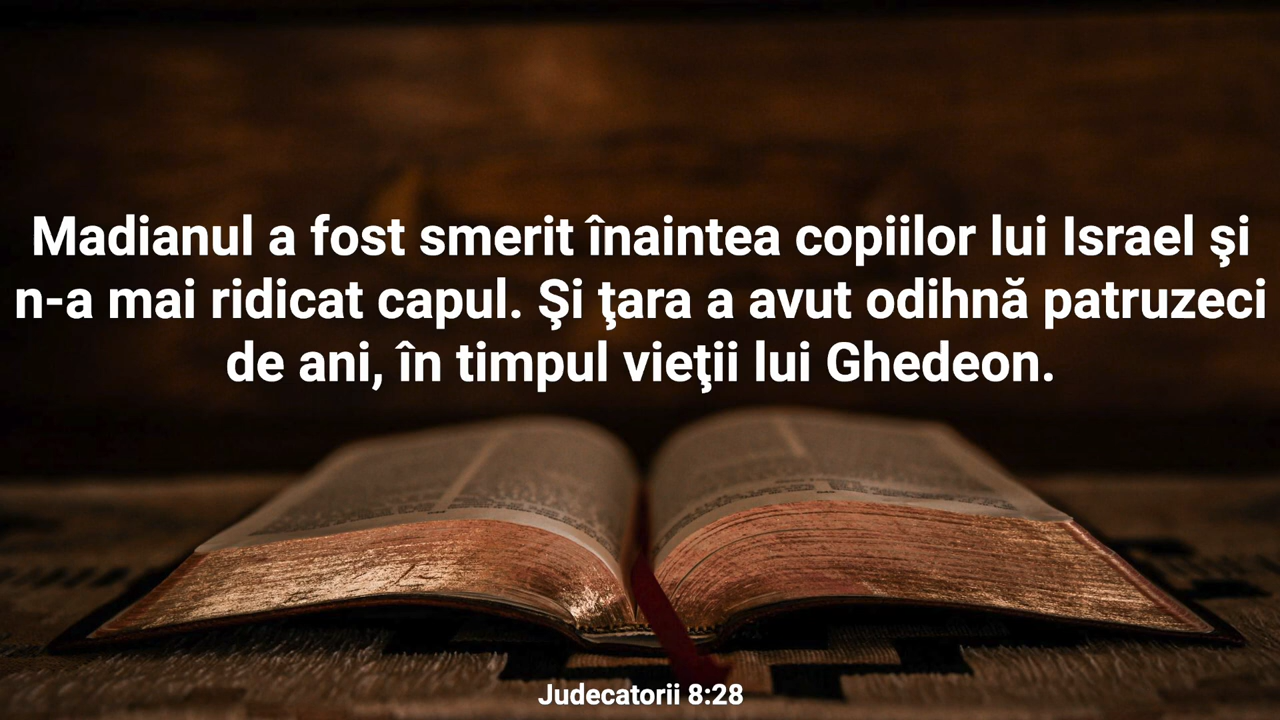 Madianul a fost smerit înaintea copiilor lui Israel şi
n-a mai ridicat capul. Şi ţara a avut odihnă patruzeci
de ani, în timpul vieţii lui Ghedeon.
Judecatorii 8:28